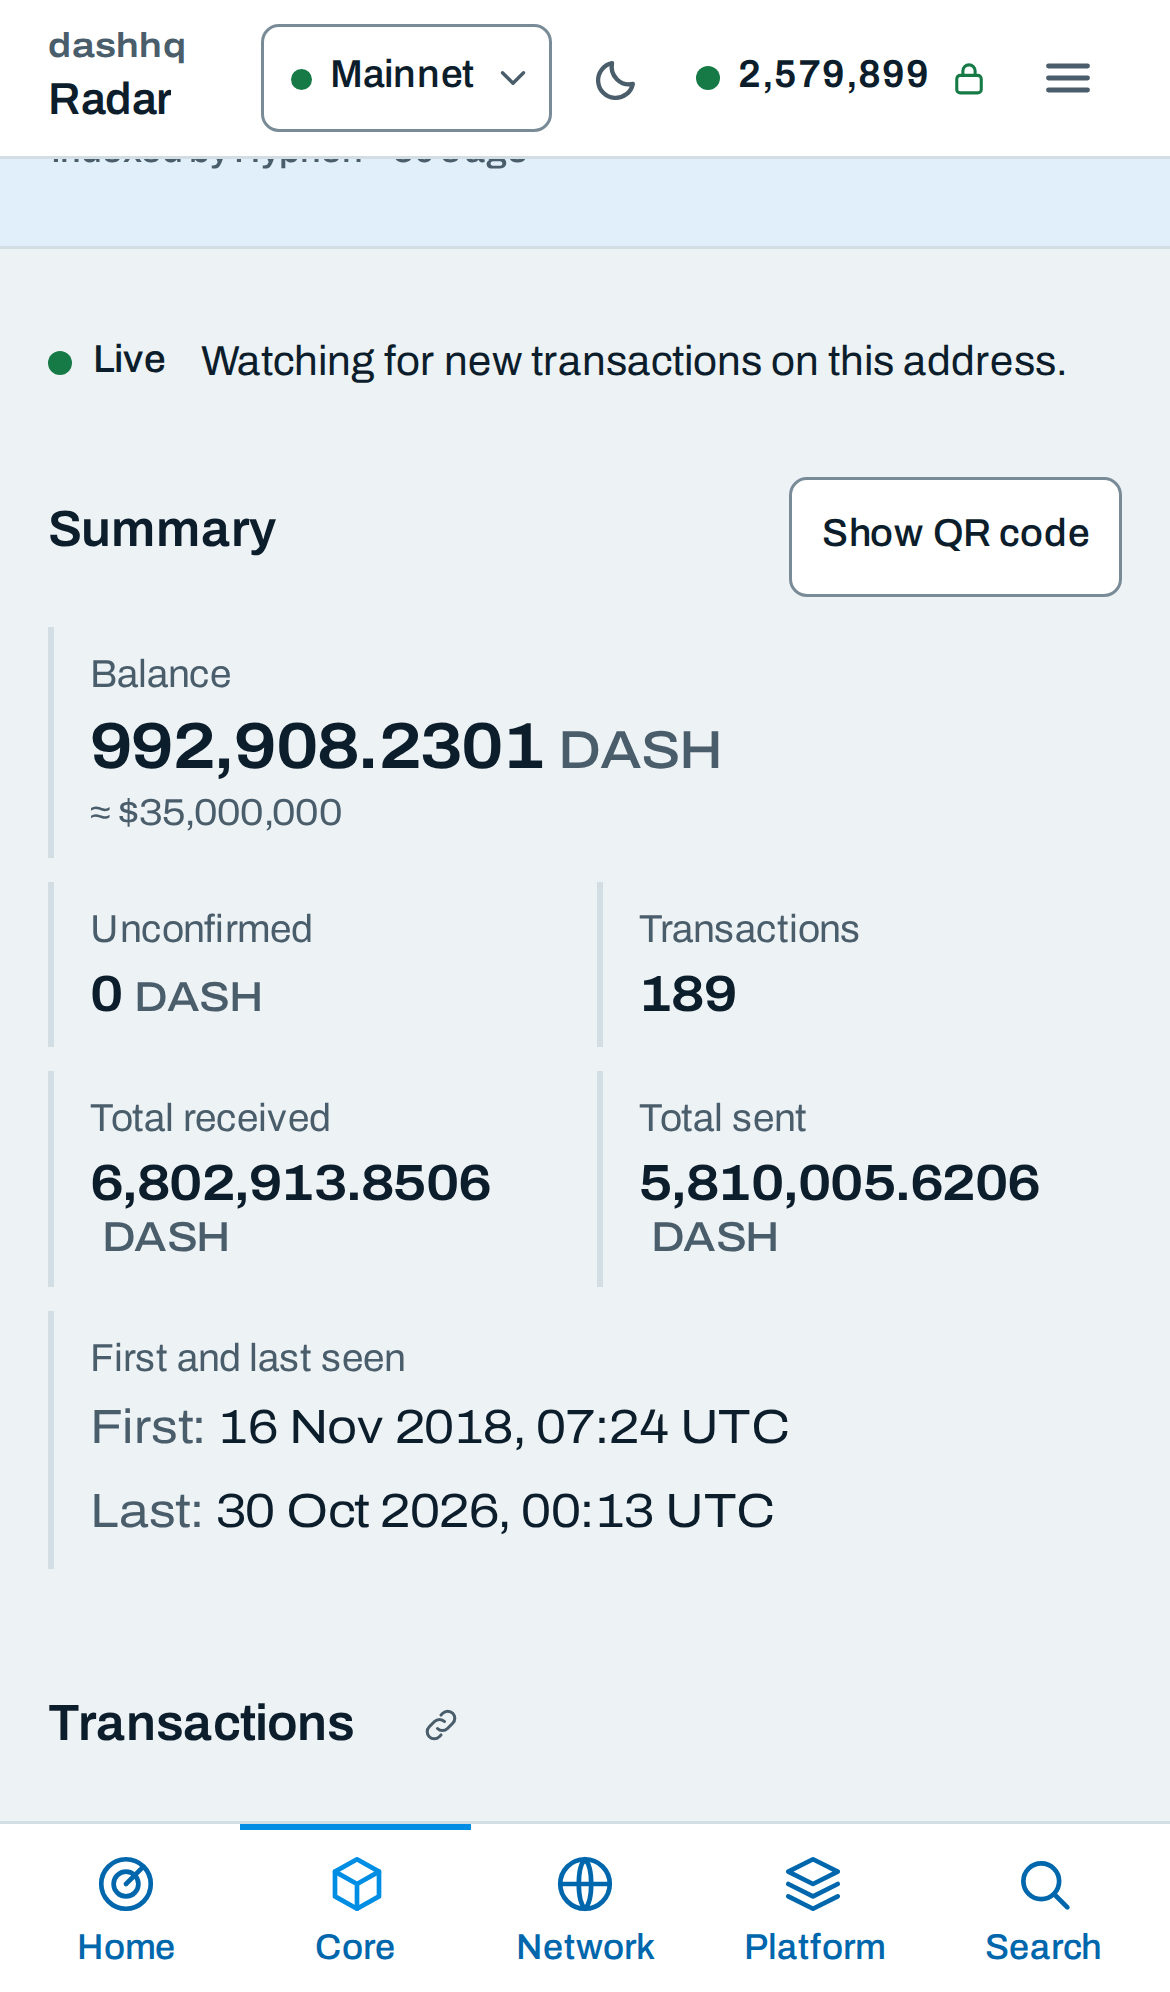 dashhq
Radar
Mainnet
2,579,899
Live Watching for new transactions on this address.
Summary
Show QR code
Balance
992,908.2301 DASH
≈ $35,000,000
Unconfirmed
0 DASH
Transactions
189
Total received
6,802,913.8506
DASH
Total sent
5,810,005.6206
DASH
First and last seen
First: 16 Nov 2018, 07:24 UTC
Last: 30 Oct 2026, 00:13 UTC
Transactions
Home
Core
Network
Platform
Search